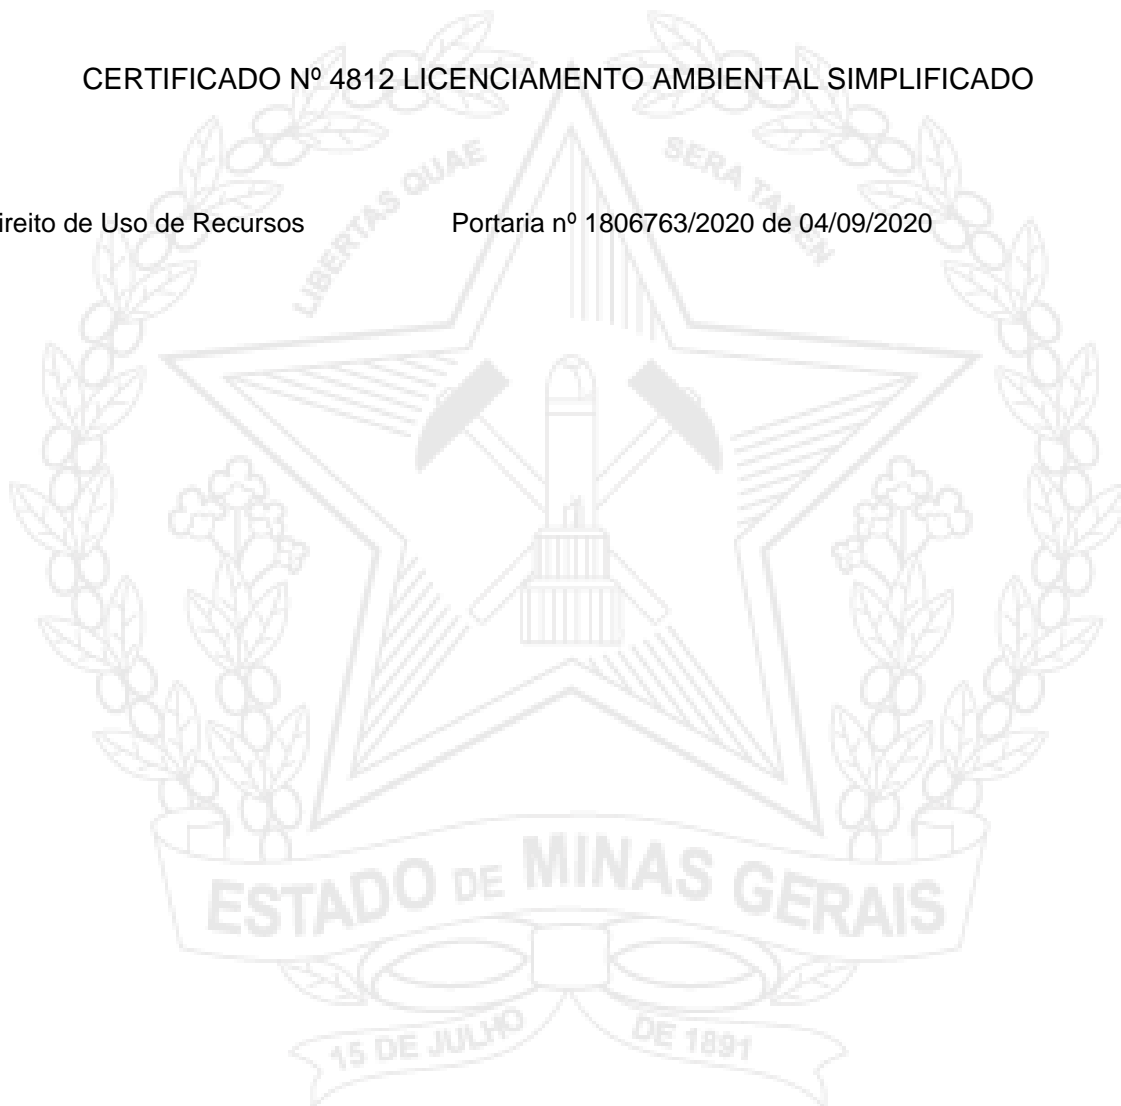 CERTIFICADO Nº 4812 LICENCIAMENTO AMBIENTAL SIMPLIFICADO
LIBERTAS QUAE SERA TAMEN
ireito de Uso de Recursos Portaria nº 1806763/2020 de 04/09/2020
ESTADO DE MINAS GERAIS
15 DE JULHO DE 1891